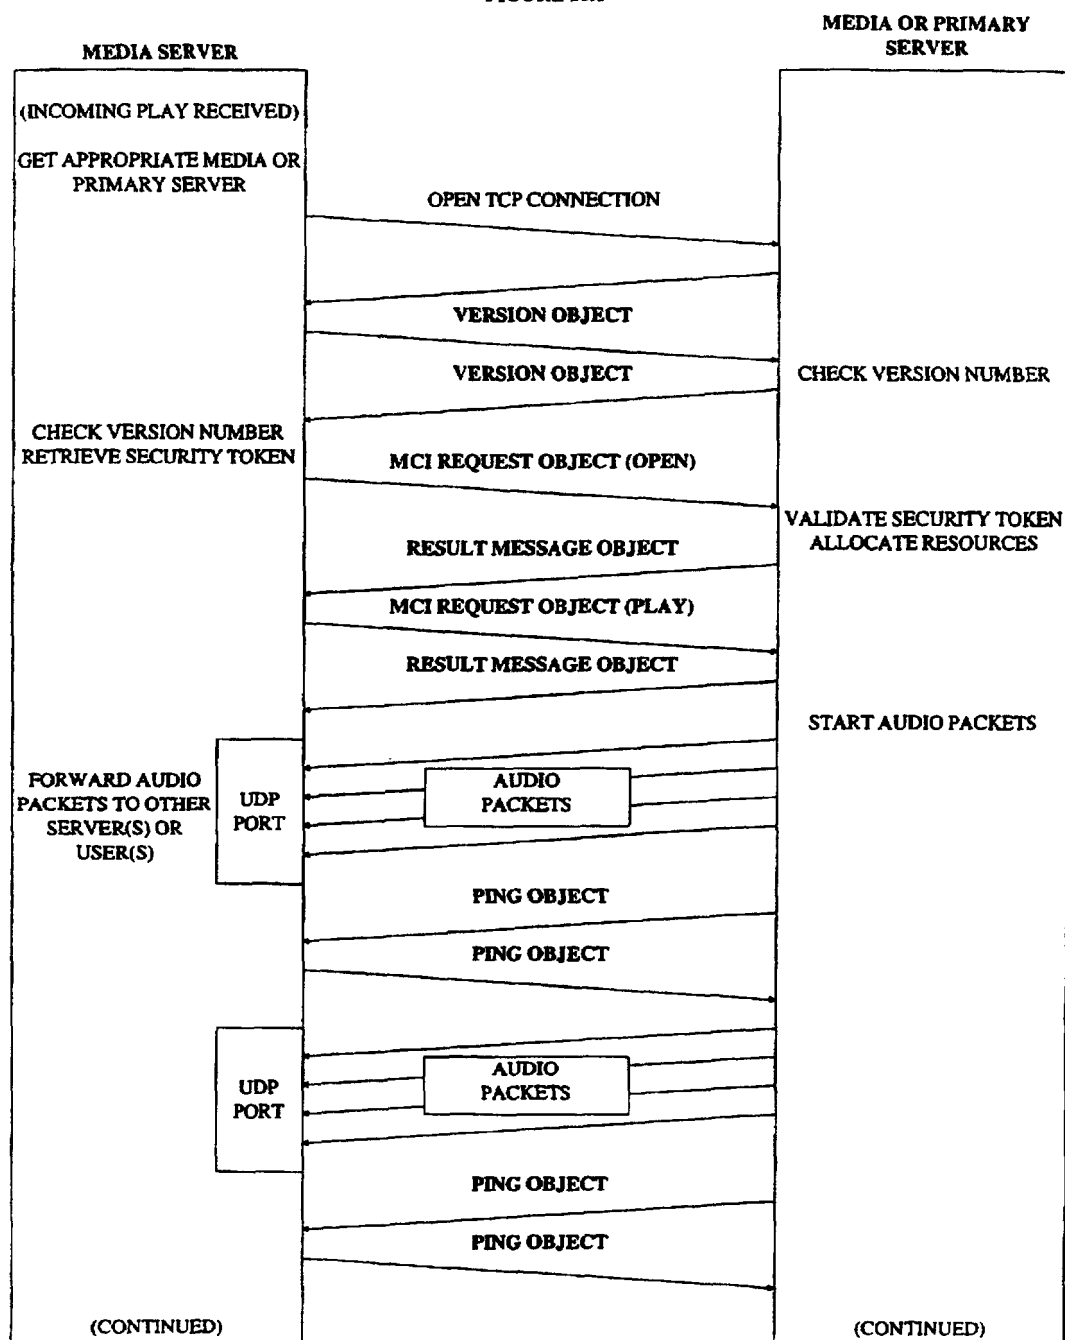 MEDIA OR PRIMARY
SERVER
MEDIA SERVER
(INCOMING PLAY RECEIVED)
GET APPROPRIATE MEDIA OR
PRIMARY SERVER
OPEN TCP CONNECTION
VERSION OBJECT
VERSION OBJECT
CHECK VERSION NUMBER
CHECK VERSION NUMBER
RETRIEVE SECURITY TOKEN
MCI REQUEST OBJECT (OPEN)
VALIDATE SECURITY TOKEN
ALLOCATE RESOURCES
RESULT MESSAGE OBJECT
MCI REQUEST OBJECT (PLAY)
RESULT MESSAGE OBJECT
START AUDIO PACKETS
FORWARD AUDIO
PACKETS TO OTHER
SERVER(S) OR
USER(S)
UDP
PORT
AUDIO
PACKETS
PING OBJECT
PING OBJECT
UDP
PORT
AUDIO
PACKETS
PING OBJECT
PING OBJECT
(CONTINUED)
(CONTINUED)